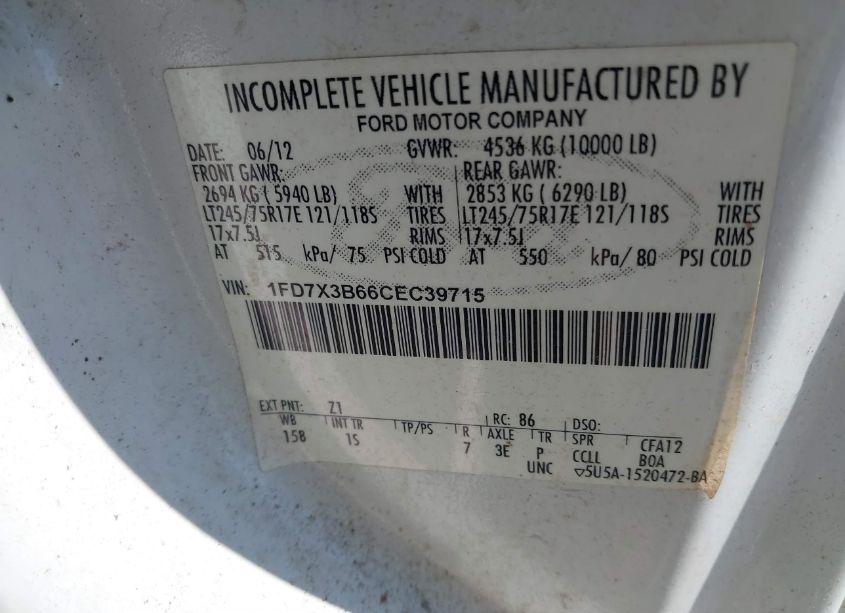 INCOMPLETE VEHICLE MANUFACTURED BY
FORD MOTOR COMPANY
DATE: 06/12 GVWR: 4536 KG (10000 LB)
FRONT GAWR: REAR GAWR:
2694 KG ( 5940 LB) WITH 2853 KG ( 6290 LB) WITH
LT245/75R17E 121/118S TIRES LT245/75R17E 121/118S TIRES
17x7.5J RIMS 17x7.5J RIMS
AT 515 kPa/ 75 PSI COLD AT 550 kPa/ 80 PSI COLD
VIN: 1FD7X3B66CEC39715
EXT PNT: Z1 RC: 86 DSO:
WB INT TR TP/PS R AXLE TR SPR CFA12
158 1S 7 3E P CCLL BOA
UNC ▽5U5A-1520472-BA